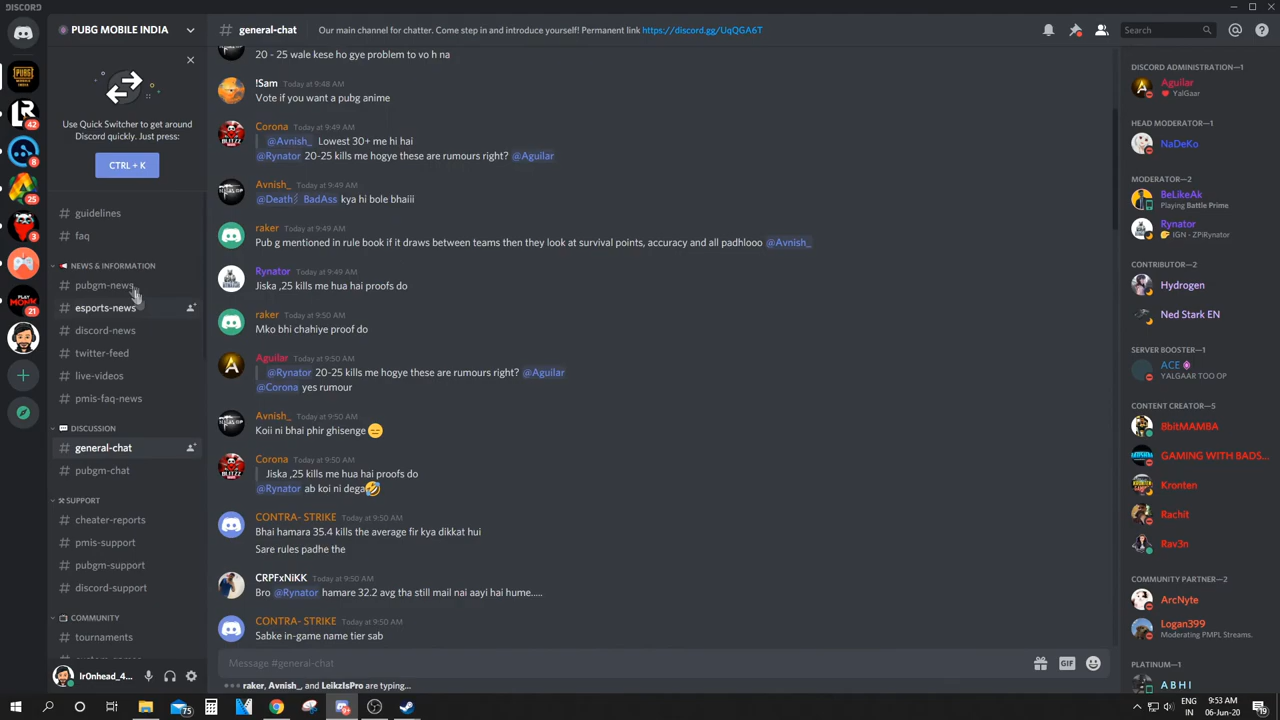 DISCORD
PUBG MOBILE INDIA
# general-chat
Our main channel for chatter. Come step in and introduce yourself! Permanent link https://discord.gg/UqQGA6T
Search
Use Quick Switcher to get around
Discord quickly. Just press:
CTRL + K
# guidelines
# faq
NEWS & INFORMATION
# pubgm-news
# esports-news
# discord-news
# twitter-feed
# live-videos
# pmis-faq-news
DISCUSSION
# general-chat
# pubgm-chat
SUPPORT
# cheater-reports
# pmis-support
# pubgm-support
# discord-support
COMMUNITY
# tournaments
Ir0nhead_4...
42
8
25
3
21
20 - 25 wale kese ho gye problem to vo h na
!Sam Today at 9:48 AM
Vote if you want a pubg anime
Corona Today at 9:49 AM
@Avnish_ Lowest 30+ me hi hai
@Rynator 20-25 kills me hogye these are rumours right? @Aguilar
Avnish_ Today at 9:49 AM
@Death⸾ BadAss kya hi bole bhaiii
raker Today at 9:49 AM
Pub g mentioned in rule book if it draws between teams then they look at survival points, accuracy and all padhlooo @Avnish_
Rynator Today at 9:49 AM
Jiska ,25 kills me hua hai proofs do
raker Today at 9:50 AM
Mko bhi chahiye proof do
Aguilar Today at 9:50 AM
@Rynator 20-25 kills me hogye these are rumours right? @Aguilar
@Corona yes rumour
Avnish_ Today at 9:50 AM
Koii ni bhai phir ghisenge 😑
Corona Today at 9:50 AM
Jiska ,25 kills me hua hai proofs do
@Rynator ab koi ni dega🤣
CONTRA- STRIKE Today at 9:50 AM
Bhai hamara 35.4 kills the average fir kya dikkat hui
Sare rules padhe the
CRPFxNiKK Today at 9:50 AM
Bro @Rynator hamare 32.2 avg tha still mail nai aayi hai hume.....
CONTRA- STRIKE Today at 9:50 AM
Sabke in-game name tier sab
Message #general-chat
GIF
raker, Avnish_, and LeikzIsPro are typing...
DISCORD ADMINISTRATION—1
Aguilar
YalGaar
HEAD MODERATOR—1
NaDeKo
MODERATOR—2
BeLikeAk
Playing Battle Prime
Rynator
IGN - ZPiRynator
CONTRIBUTOR—2
Hydrogen
Ned Stark EN
SERVER BOOSTER—1
ACE
YALGAAR TOO OP
CONTENT CREATOR—5
8bitMAMBA
GAMING WITH BADS...
Kronten
Rachit
Rav3n
COMMUNITY PARTNER—2
ArcNyte
Logan399
Moderating PMPL Streams.
PLATINUM—1
A B H I
75
9:53 AM
IN
06-Jun-20
19